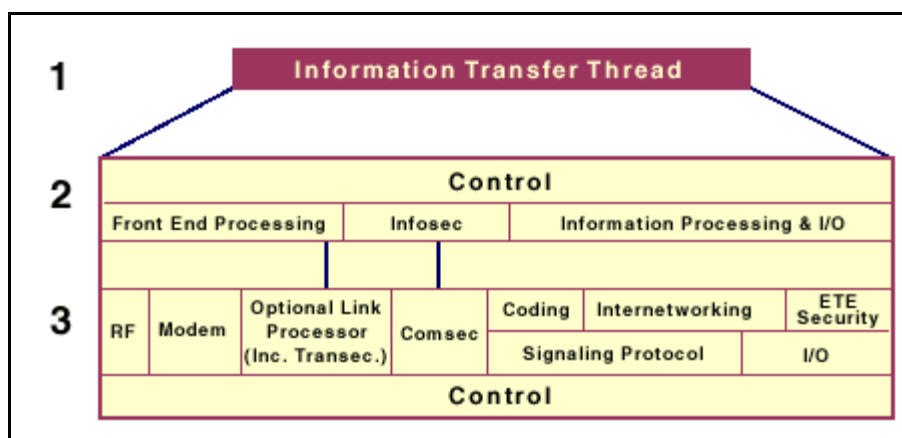 1
Information Transfer Thread
2
Control
Front End Processing
Infosec
Information Processing & I/O
3
RF
Modem
Optional Link
Processor
(Inc. Transec.)
Comsec
Coding
Internetworking
ETE
Security
Signaling Protocol
I/O
Control